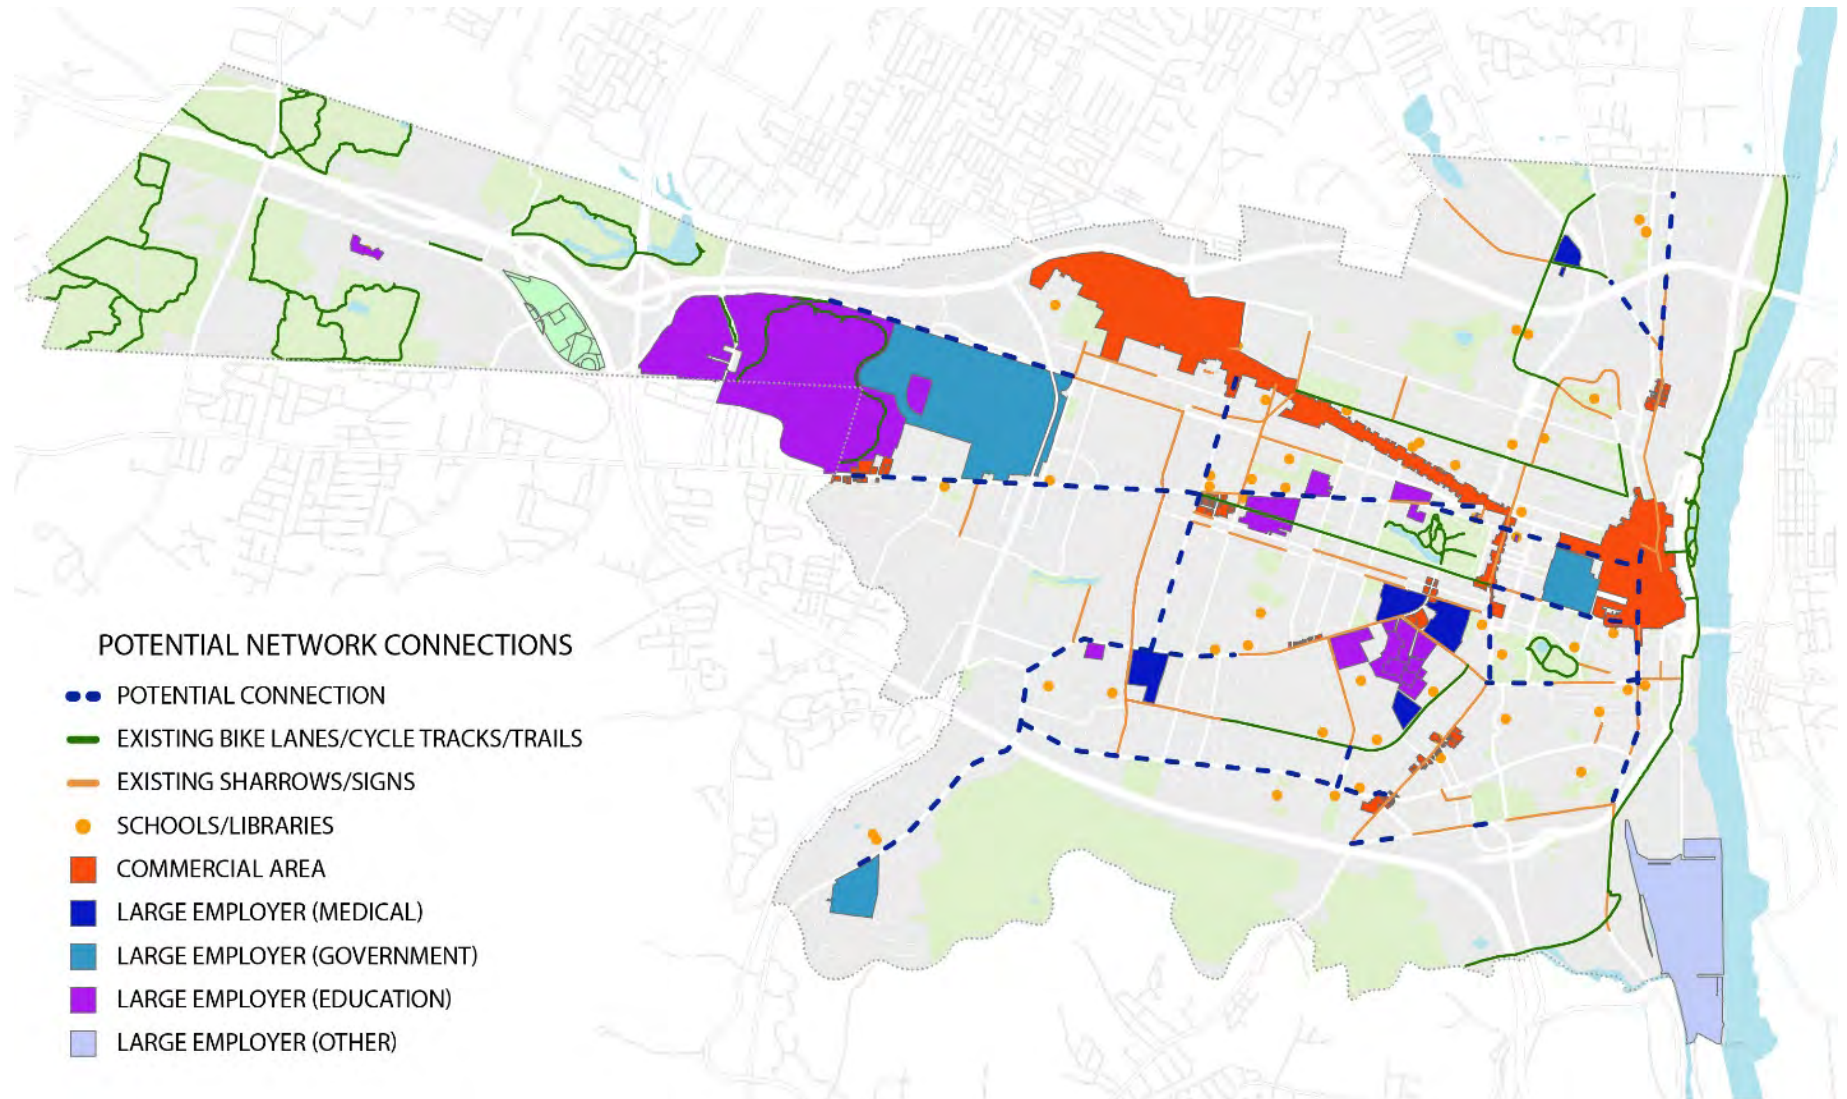 POTENTIAL NETWORK CONNECTIONS
POTENTIAL CONNECTION
EXISTING BIKE LANES/CYCLE TRACKS/TRAILS
EXISTING SHARROWS/SIGNS
SCHOOLS/LIBRARIES
COMMERCIAL AREA
LARGE EMPLOYER (MEDICAL)
LARGE EMPLOYER (GOVERNMENT)
LARGE EMPLOYER (EDUCATION)
LARGE EMPLOYER (OTHER)